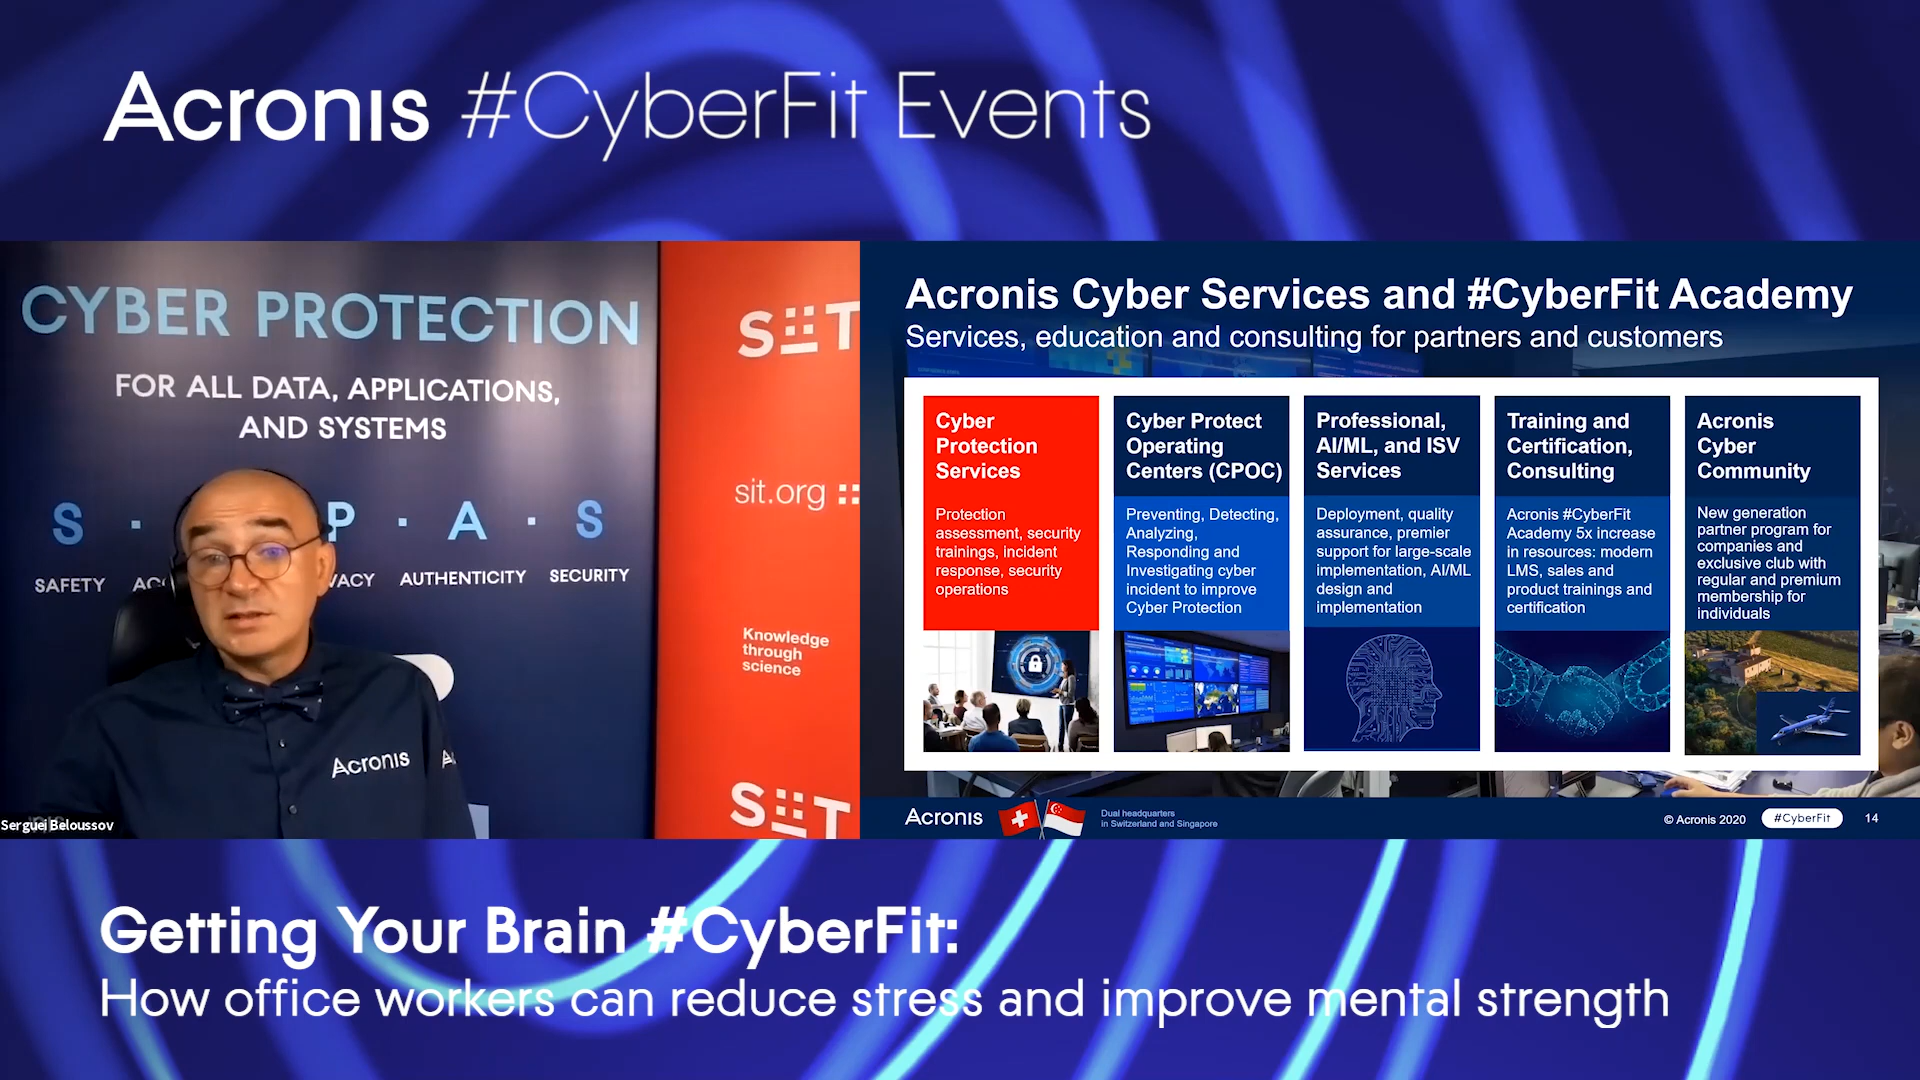 Acronis #CyberFit Events
CYBER PROTECTION
FOR ALL DATA, APPLICATIONS,
AND SYSTEMS
S · P · A · S
SAFETY AUTHENTICITY SECURITY
Acronis
S::T
sit.org
Knowledge
through
science
S::T
Serguei Beloussov
Acronis Cyber Services and #CyberFit Academy
Services, education and consulting for partners and customers
Cyber
Protection
Services
Protection
assessment, security
trainings, incident
response, security
operations
Cyber Protect
Operating
Centers (CPOC)
Preventing, Detecting,
Analyzing,
Responding and
Investigating cyber
incident to improve
Cyber Protection
Professional,
AI/ML, and ISV
Services
Deployment, quality
assurance, premier
support for large-scale
implementation, AI/ML
design and
implementation
Training and
Certification,
Consulting
Acronis #CyberFit
Academy 5x increase
in resources: modern
LMS, sales and
product trainings and
certification
Acronis
Cyber
Community
New generation
partner program for
companies and
exclusive club with
regular and premium
membership for
individuals
Acronis
Dual headquarters
in Switzerland and Singapore
© Acronis 2020 #CyberFit 14
Getting Your Brain #CyberFit:
How office workers can reduce stress and improve mental strength